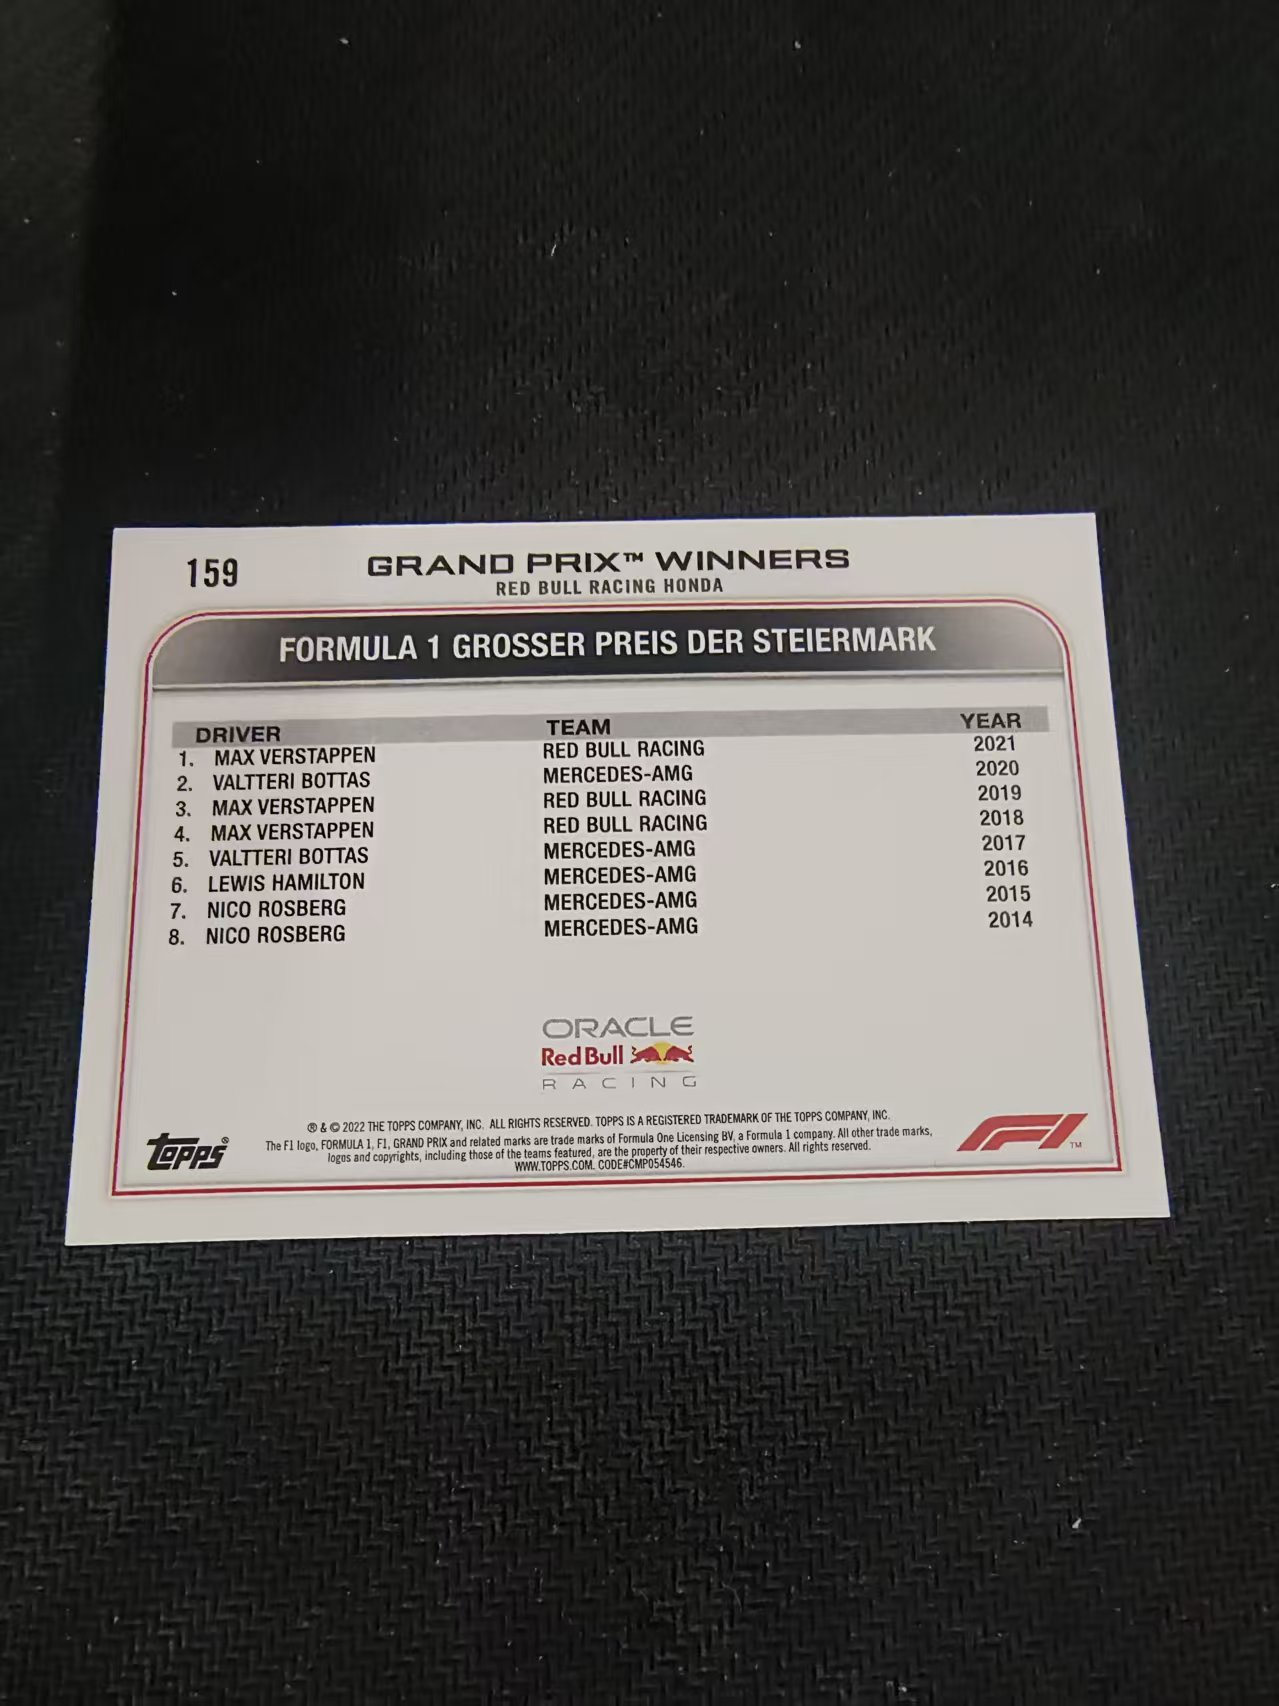 159
GRAND PRIX™ WINNERS
RED BULL RACING HONDA
FORMULA 1 GROSSER PREIS DER STEIERMARK
DRIVER TEAM YEAR
1. MAX VERSTAPPEN RED BULL RACING 2021
2. VALTTERI BOTTAS MERCEDES-AMG 2020
3. MAX VERSTAPPEN RED BULL RACING 2019
4. MAX VERSTAPPEN RED BULL RACING 2018
5. VALTTERI BOTTAS MERCEDES-AMG 2017
6. LEWIS HAMILTON MERCEDES-AMG 2016
7. NICO ROSBERG MERCEDES-AMG 2015
8. NICO ROSBERG MERCEDES-AMG 2014
ORACLE
Red Bull
RACING
® & © 2022 THE TOPPS COMPANY, INC. ALL RIGHTS RESERVED. TOPPS IS A REGISTERED TRADEMARK OF THE TOPPS COMPANY, INC.
The F1 logo, FORMULA 1, F1, GRAND PRIX and related marks are trade marks of Formula One Licensing BV, a Formula 1 company. All other trade marks,
logos and copyrights, including those of the teams featured, are the property of their respective owners. All rights reserved.
WWW.TOPPS.COM. CODE#CMP054546.
Topps®
F1™